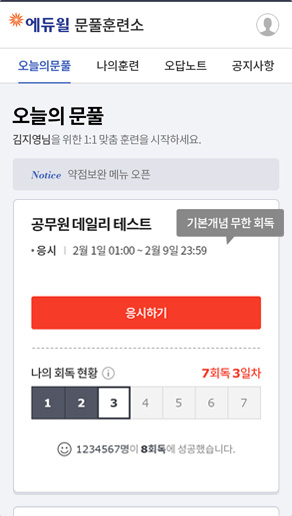 에듀윌 문풀훈련소
오늘의문풀 나의훈련 오답노트 공지사항
오늘의 문풀
김지영님을 위한 1:1 맞춤 훈련을 시작하세요.
Notice 약점보완 메뉴 오픈
공무원 데일리 테스트
기본개념 무한 회독
• 응시 | 2월 1일 01:00 ~ 2월 9일 23:59
응시하기
나의 회독 현황 i 7회독 3일차
1 2 3 4 5 6 7
1234567명이 8회독에 성공했습니다.